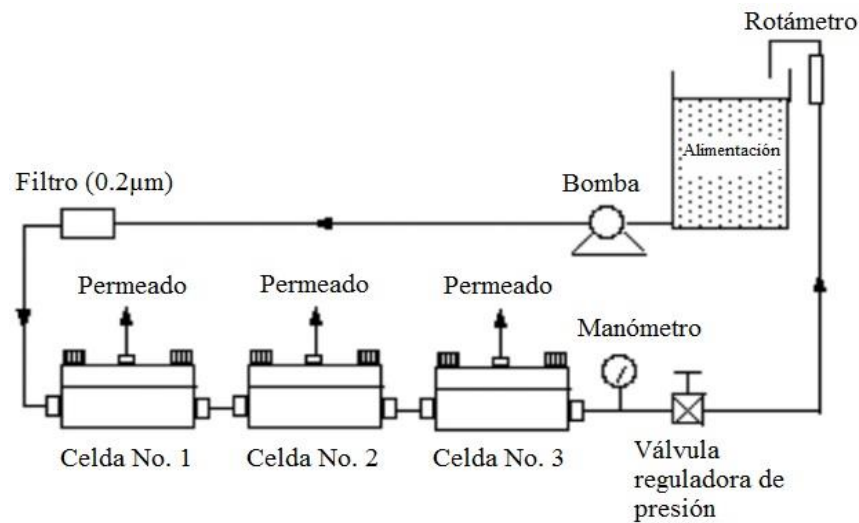 Rotámetro
Alimentación
Filtro (0.2µm)
Bomba
Permeado
Permeado
Permeado
Manómetro
Celda No. 1
Celda No. 2
Celda No. 3
Válvula
reguladora de
presión